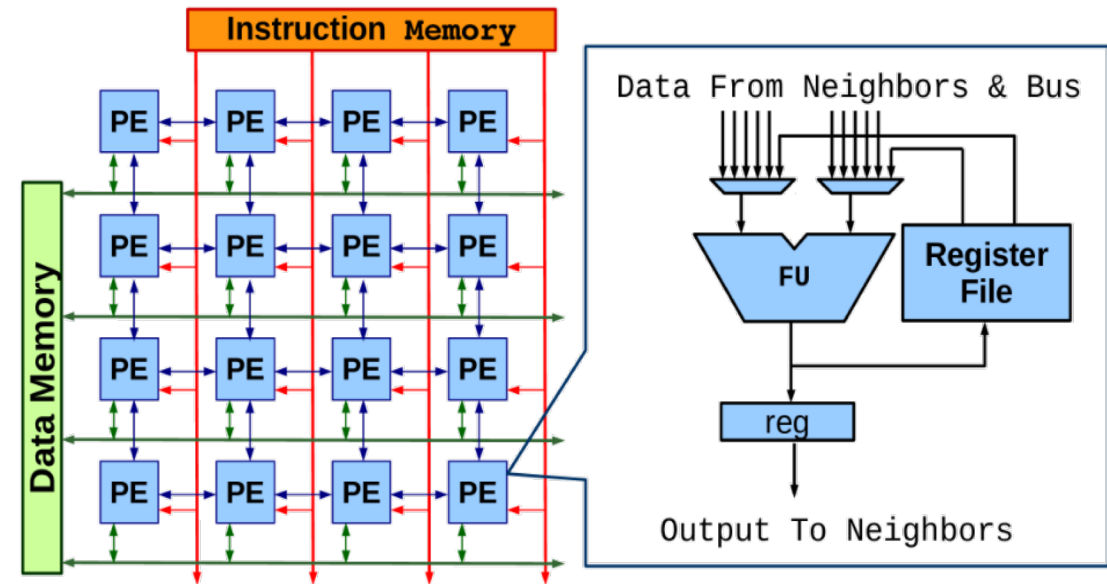 Instruction Memory
PE PE PE PE
PE PE PE PE
PE PE PE PE
PE PE PE PE
Data Memory
Data From Neighbors & Bus
FU
Register
File
reg
Output To Neighbors